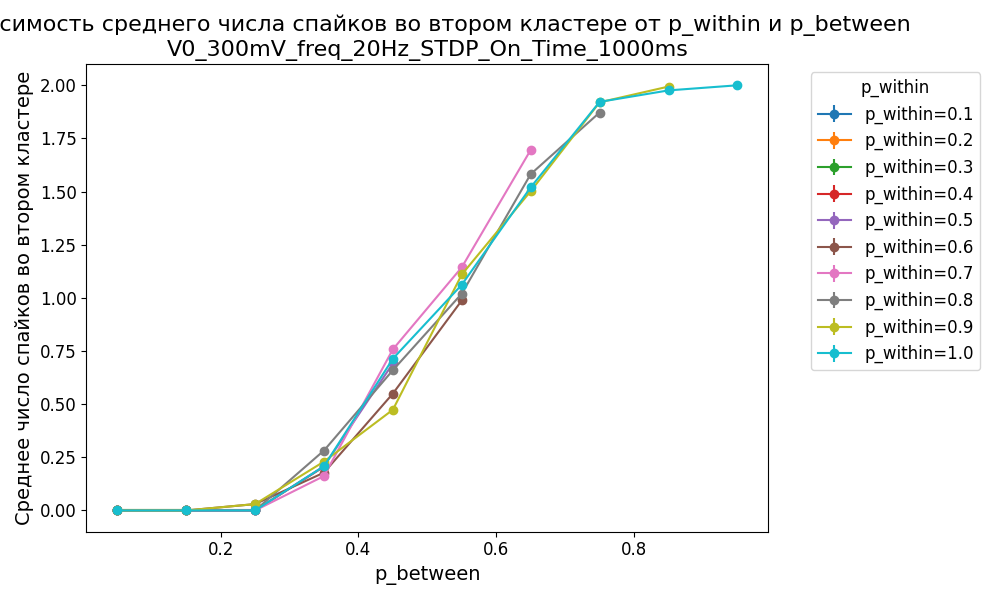 симость среднего числа спайков во втором кластере от p_within и p_between
V0_300mV_freq_20Hz_STDP_On_Time_1000ms
Среднее число спайков во втором кластере
2.00
1.75
1.50
1.25
1.00
0.75
0.50
0.25
0.00
0.2
0.4
0.6
0.8
p_between
p_within
p_within=0.1
p_within=0.2
p_within=0.3
p_within=0.4
p_within=0.5
p_within=0.6
p_within=0.7
p_within=0.8
p_within=0.9
p_within=1.0